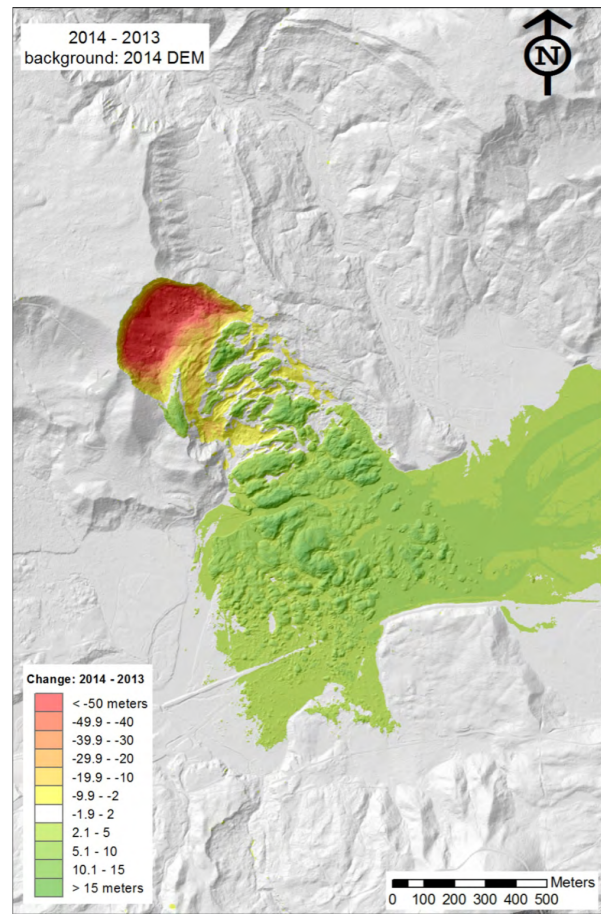 2014 - 2013
background: 2014 DEM
N
Change: 2014 - 2013
< -50 meters
-49.9 - -40
-39.9 - -30
-29.9 - -20
-19.9 - -10
-9.9 - -2
-1.9 - 2
2.1 - 5
5.1 - 10
10.1 - 15
> 15 meters
Meters
0 100 200 300 400 500